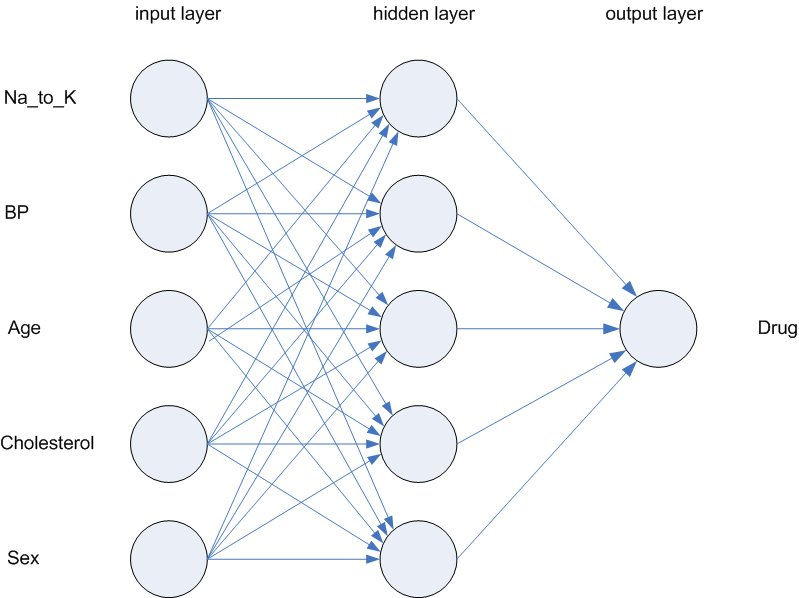 input layer
hidden layer
output layer
Na_to_K
BP
Age
Drug
Cholesterol
Sex